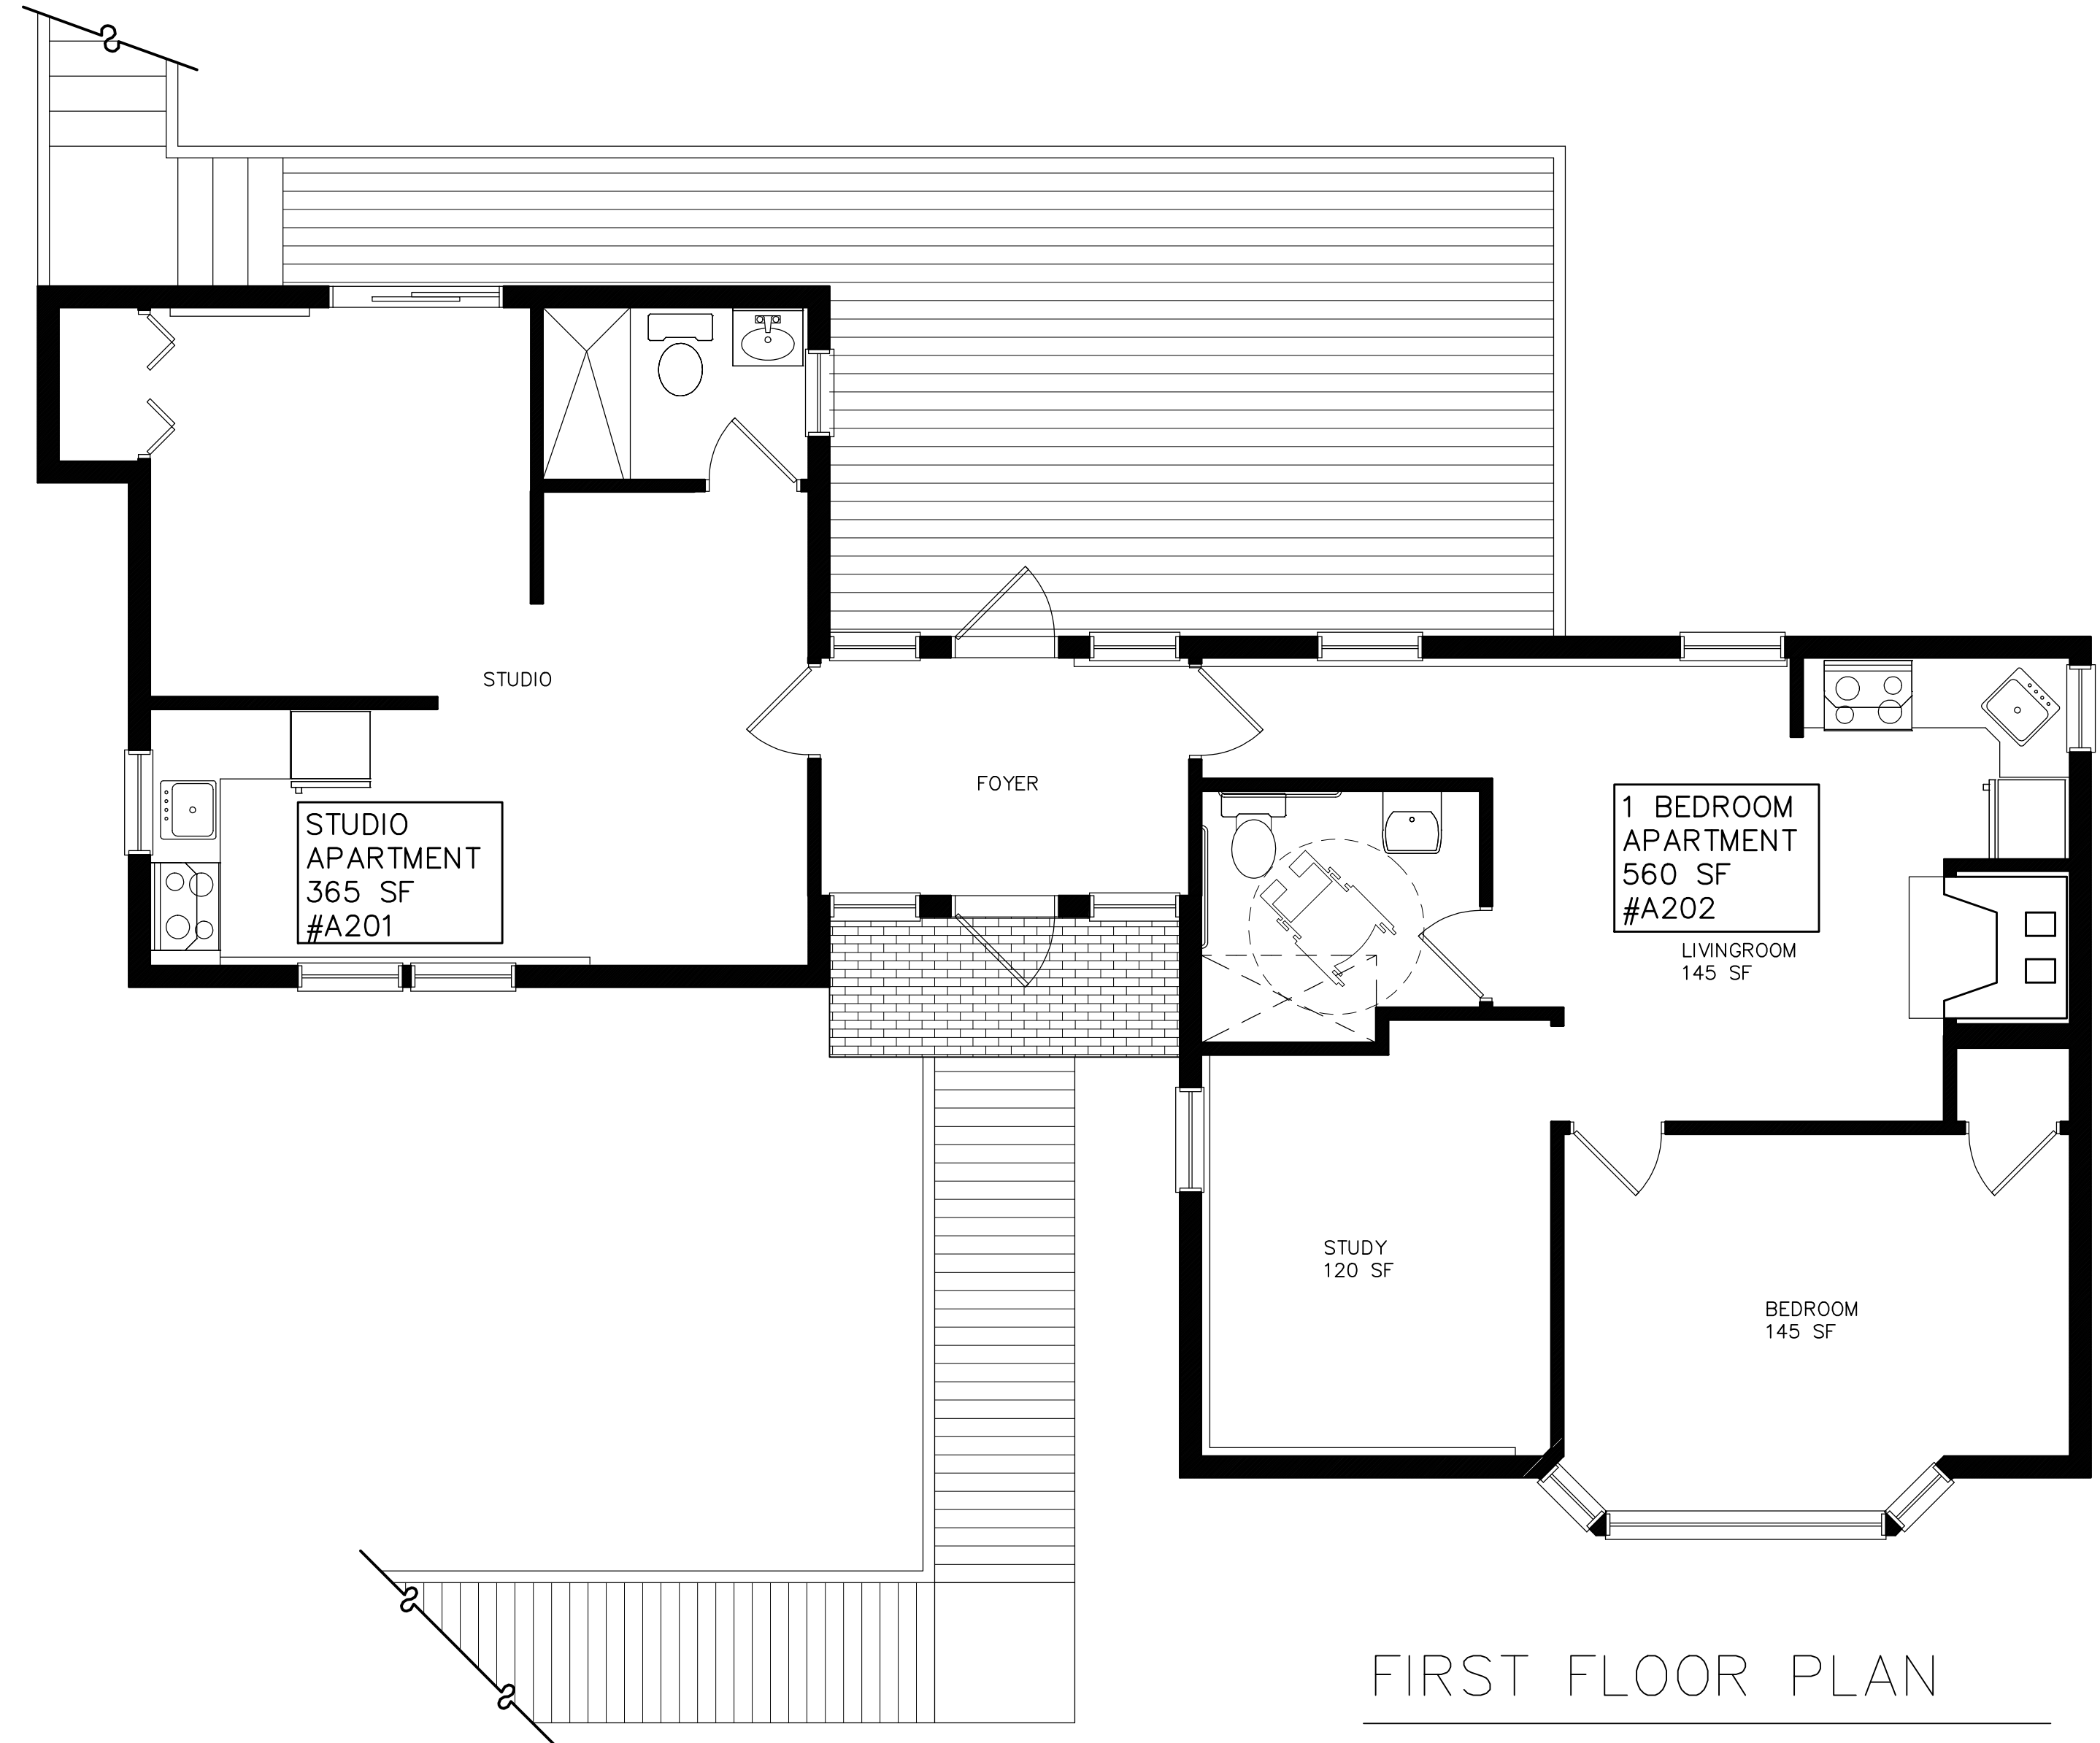 STUDIO
FOYER
STUDIO
APARTMENT
365 SF
#A201
1 BEDROOM
APARTMENT
560 SF
#A202
LIVINGROOM
145 SF
STUDY
120 SF
BEDROOM
145 SF
FIRST FLOOR PLAN